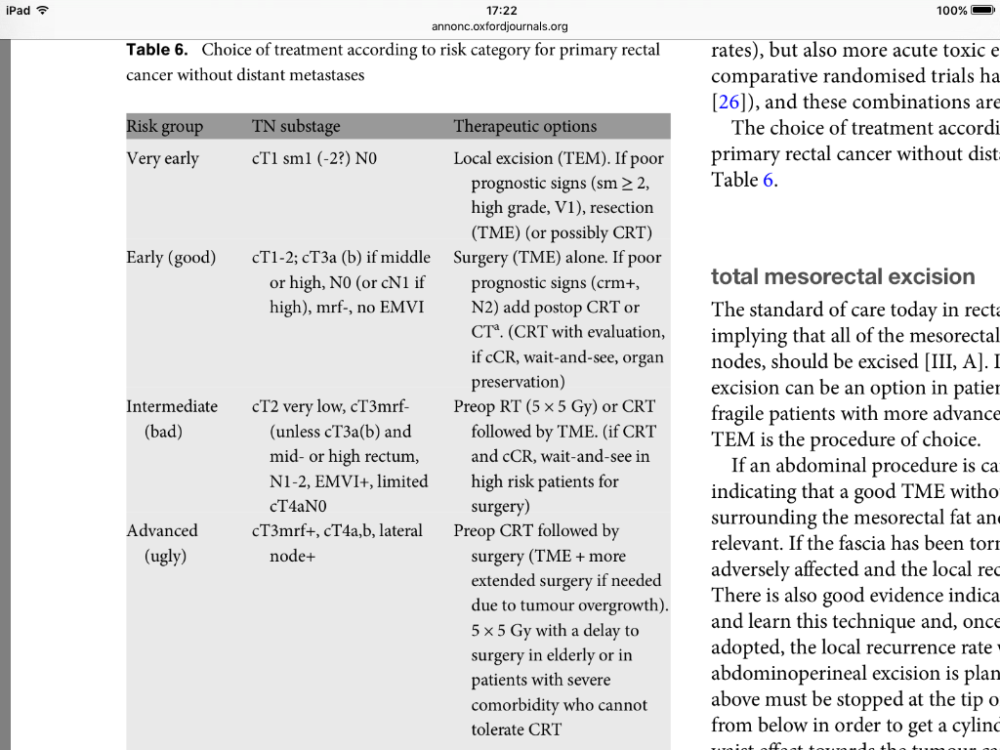 iPad 17:22 100%
annonc.oxfordjournals.org
Table 6. Choice of treatment according to risk category for primary rectal
cancer without distant metastases
Risk group TN substage Therapeutic options
Very early cT1 sm1 (-2?) N0 Local excision (TEM). If poor
prognostic signs (sm ≥ 2,
high grade, V1), resection
(TME) (or possibly CRT)
Early (good) cT1-2; cT3a (b) if middle Surgery (TME) alone. If poor
or high, N0 (or cN1 if prognostic signs (crm+,
high), mrf-, no EMVI N2) add postop CRT or
CTa. (CRT with evaluation,
if cCR, wait-and-see, organ
preservation)
Intermediate cT2 very low, cT3mrf- Preop RT (5 × 5 Gy) or CRT
(bad) (unless cT3a(b) and followed by TME. (if CRT
mid- or high rectum, and cCR, wait-and-see in
N1-2, EMVI+, limited high risk patients for
cT4aN0 surgery)
Advanced cT3mrf+, cT4a,b, lateral Preop CRT followed by
(ugly) node+ surgery (TME + more
extended surgery if needed
due to tumour overgrowth).
5 × 5 Gy with a delay to
surgery in elderly or in
patients with severe
comorbidity who cannot
tolerate CRT
rates), but also more acute toxic e
comparative randomised trials ha
[26]), and these combinations are
The choice of treatment accordi
primary rectal cancer without dist
Table 6.
total mesorectal excision
The standard of care today in recta
implying that all of the mesorectal
nodes, should be excised [III, A]. I
excision can be an option in patien
fragile patients with more advance
TEM is the procedure of choice.
If an abdominal procedure is ca
indicating that a good TME witho
surrounding the mesorectal fat and
relevant. If the fascia has been torn
adversely affected and the local rec
There is also good evidence indica
and learn this technique and, once
adopted, the local recurrence rate
abdominoperineal excision is plan
above must be stopped at the tip o
from below in order to get a cylind
waist effect towards the tumour